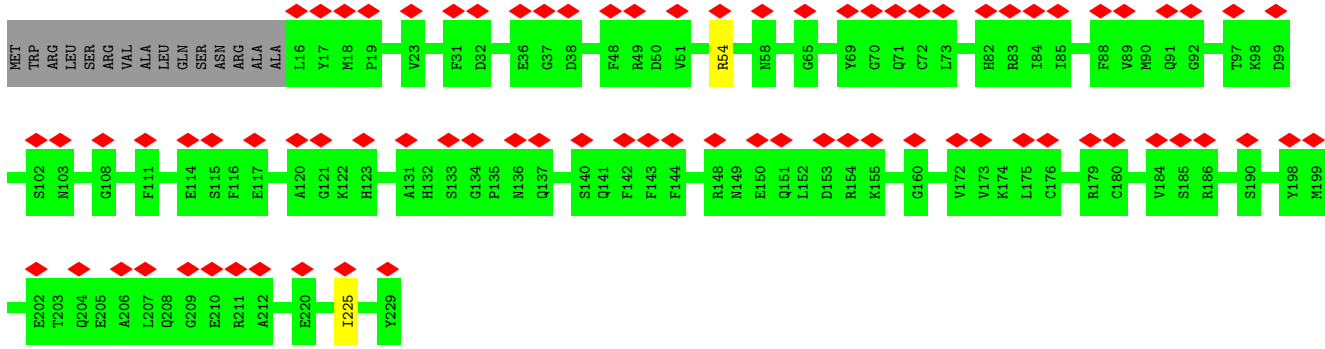 MET TRP ARG LEU SER ARG VAL ALA LEU GLN SER ASN ARG ALA ALA L16 Y17 M18 P19 V23 F31 D32 E36 G37 D38 F48 R49 D50 V51 R54 N58 G65 Y69 G70 Q71 C72 L73 H82 R83 I84 I85 F88 V89 M90 Q91 G92 T97 K98 D99
S102 N103 G108 F111 E114 S115 F116 E117 A120 G121 K122 H123 A131 H132 S133 G134 P135 N136 Q137 S140 Q141 F142 F143 F144 R148 N149 E150 Q151 L152 D153 R154 K155 G160 V172 V173 K174 L175 C176 R179 C180 V184 S185 R186 S190 Y198 M199
E202 T203 Q204 E205 A206 L207 Q208 G209 E210 R211 A212 E220 I225 Y229